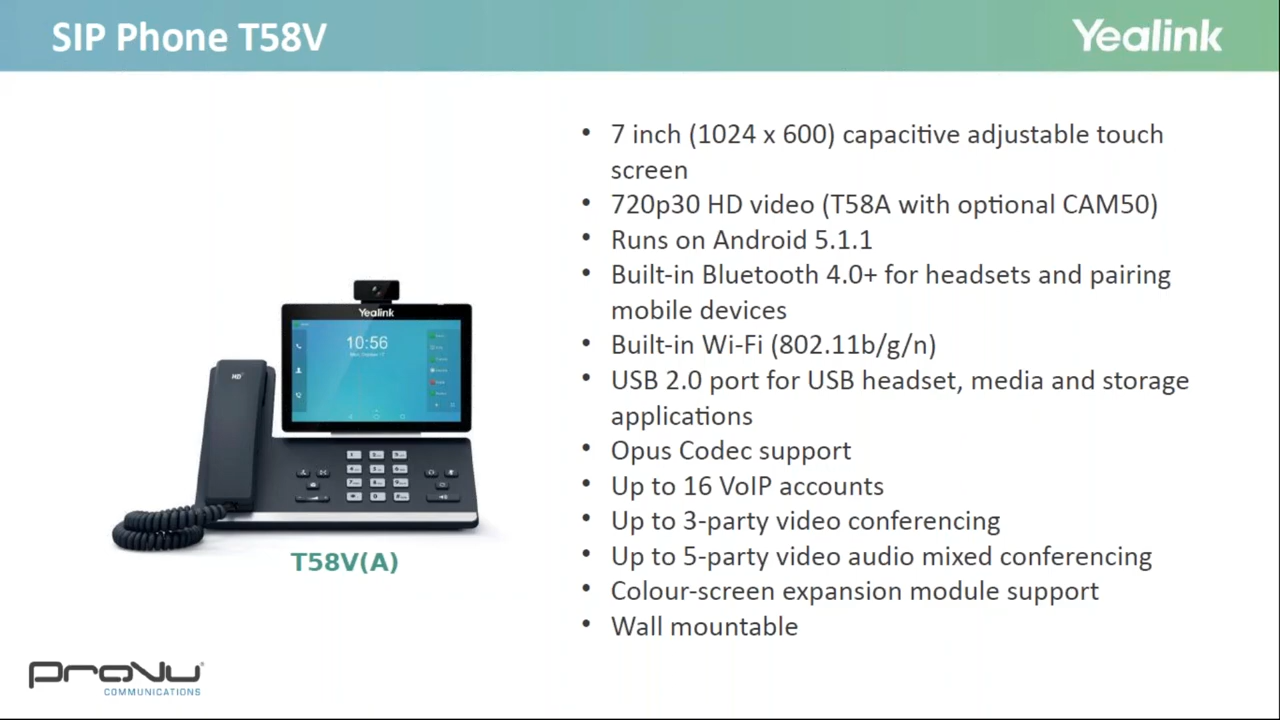 SIP Phone T58V
Yealink
• 7 inch (1024 x 600) capacitive adjustable touch
screen
• 720p30 HD video (T58A with optional CAM50)
• Runs on Android 5.1.1
• Built-in Bluetooth 4.0+ for headsets and pairing
mobile devices
• Built-in Wi-Fi (802.11b/g/n)
• USB 2.0 port for USB headset, media and storage
applications
• Opus Codec support
• Up to 16 VoIP accounts
• Up to 3-party video conferencing
• Up to 5-party video audio mixed conferencing
• Colour-screen expansion module support
• Wall mountable
Yealink
10:56
HD
T58V(A)
ProVu
COMMUNICATIONS